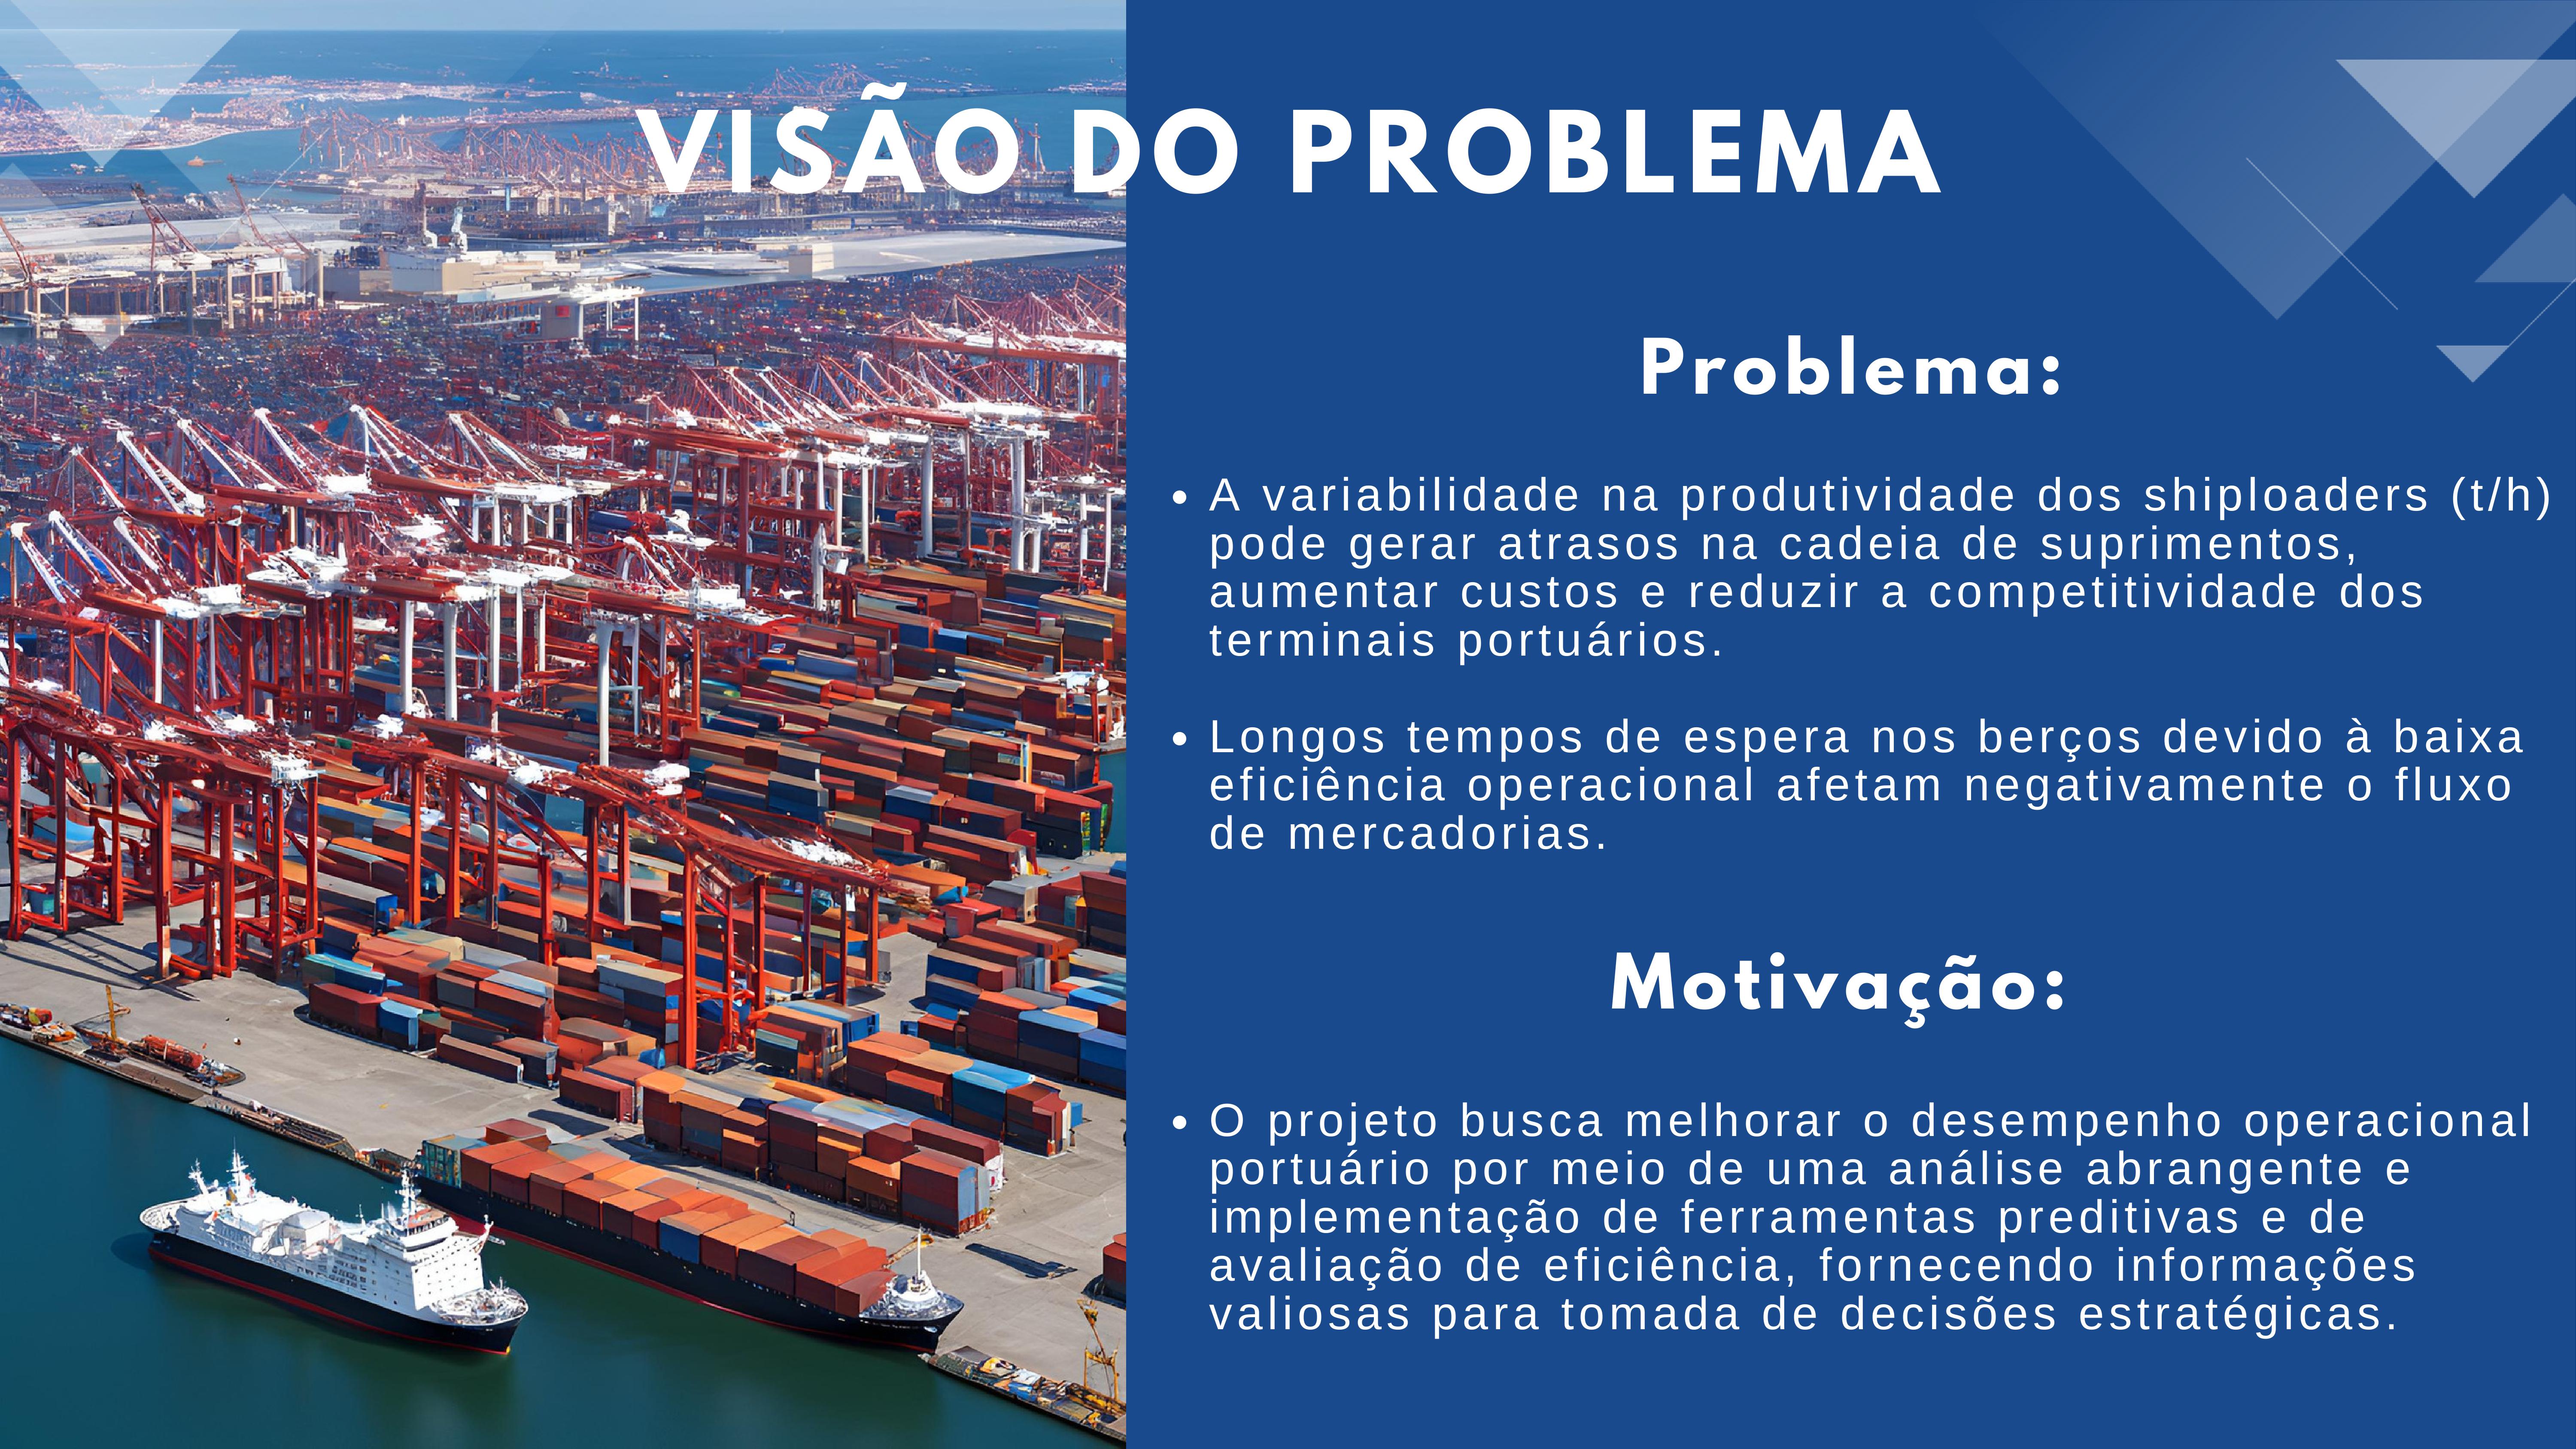 VISÃO DO PROBLEMA
Problema:
• A variabilidade na produtividade dos shiploaders (t/h)
pode gerar atrasos na cadeia de suprimentos,
aumentar custos e reduzir a competitividade dos
terminais portuários.
• Longos tempos de espera nos berços devido à baixa
eficiência operacional afetam negativamente o fluxo
de mercadorias.
Motivação:
• O projeto busca melhorar o desempenho operacional
portuário por meio de uma análise abrangente e
implementação de ferramentas preditivas e de
avaliação de eficiência, fornecendo informações
valiosas para tomada de decisões estratégicas.